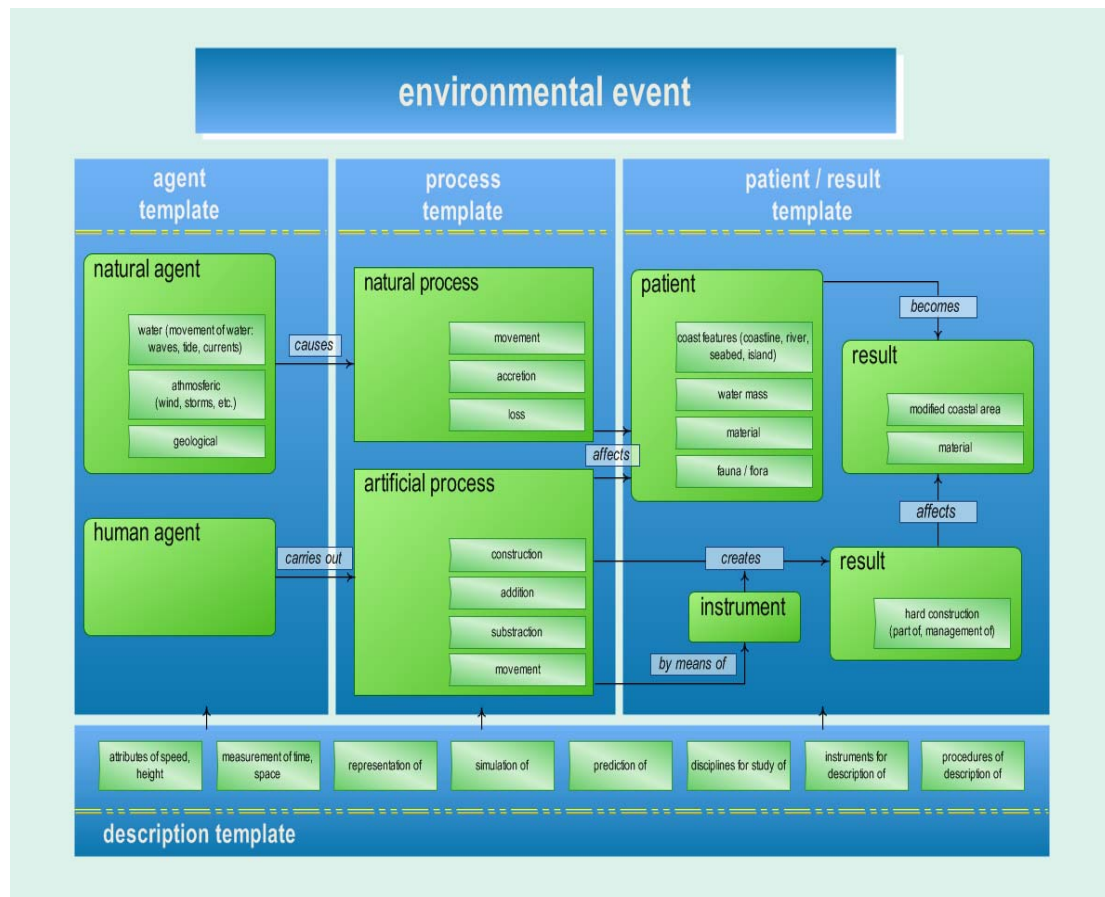 environmental event
agent
template
process
template
patient / result
template
natural agent
water (movement of water:
waves, tide, currents)
athmosferic
(wind, storms, etc.)
geological
human agent
causes
carries out
natural process
movement
accretion
loss
artificial process
construction
addition
substraction
movement
affects
patient
coast features (coastline, river,
seabed, island)
water mass
material
fauna / flora
becomes
result
modified coastal area
material
affects
creates
instrument
by means of
result
hard construction
(part of, management of)
attributes of speed,
height
measurement of time,
space
representation of
simulation of
prediction of
disciplines for study of
instruments for
description of
procedures of
description of
description template